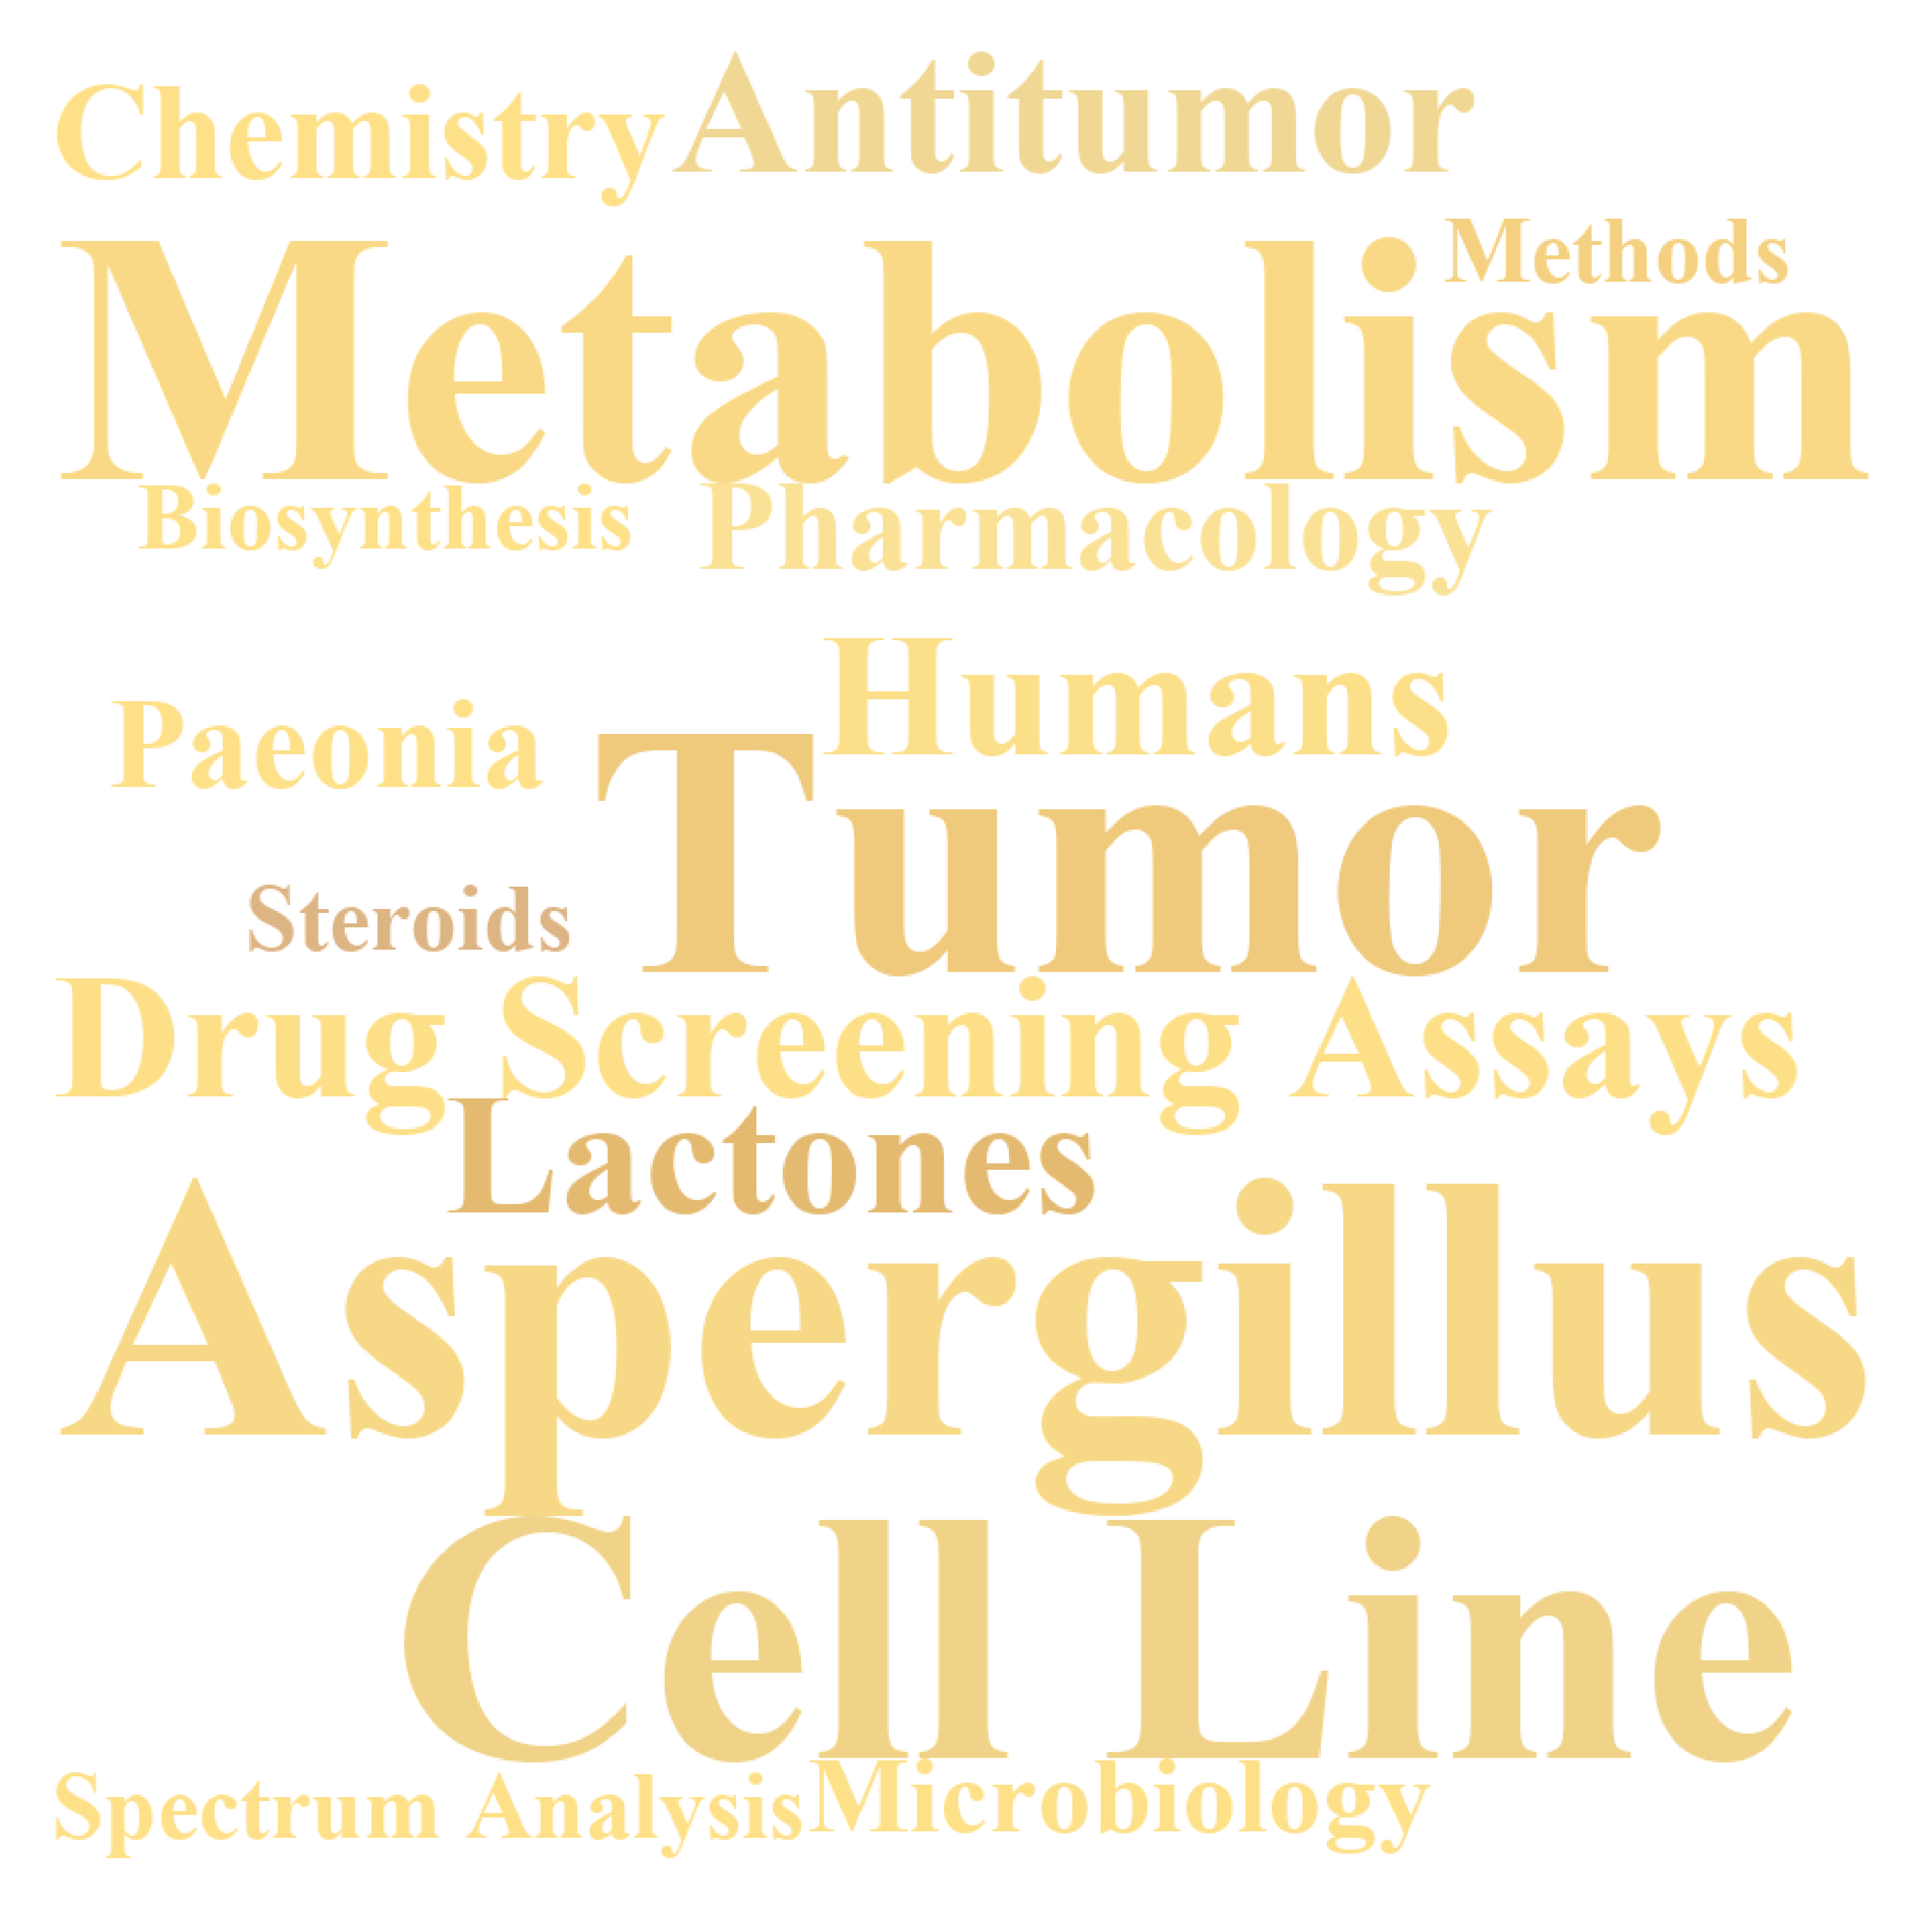 Chemistry Antitumor
Methods
Metabolism
Biosynthesis Pharmacology
Humans
Paeonia
Tumor
Steroids
Drug Screening Assays
Lactones
Aspergillus
Cell Line
Spectrum Analysis Microbiology